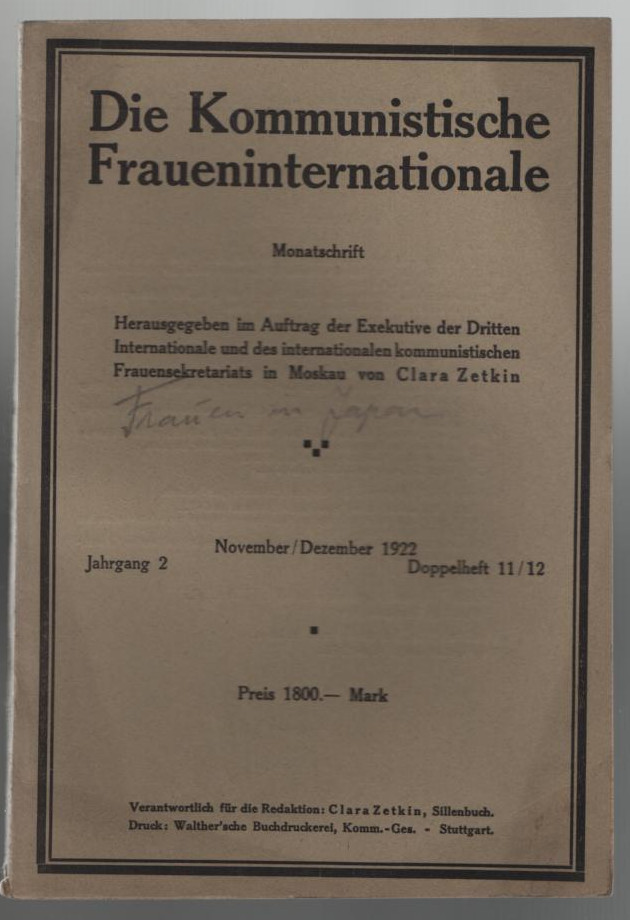 Die Kommunistische
Fraueninternationale
Monatschrift
Herausgegeben im Auftrag der Exekutive der Dritten
Internationale und des internationalen kommunistischen
Frauensekretariats in Moskau von Clara Zetkin
Frauen in Japan
November/Dezember 1922
Jahrgang 2
Doppelheft 11/12
Preis 1800.— Mark
Verantwortlich für die Redaktion: Clara Zetkin, Sillenbuch.
Druck: Walther'sche Buchdruckerei, Komm.-Ges. - Stuttgart.